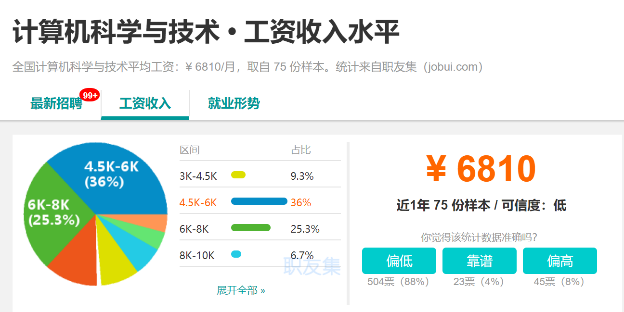 计算机科学与技术 • 工资收入水平
全国计算机科学与技术平均工资：¥ 6810/月，取自 75 份样本。统计来自职友集（jobui.com）
最新招聘 99+ 工资收入 就业形势
4.5K-6K
(36%)
6K-8K
(25.3%)
区间 占比
3K-4.5K 9.3%
4.5K-6K 36%
6K-8K 25.3%
8K-10K 6.7%
职友集
展开全部 »
¥ 6810
近1年 75 份样本 / 可信度：低
你觉得该统计数据准确吗?
偏低 靠谱 偏高
504票（88%） 23票（4%） 45票（8%）